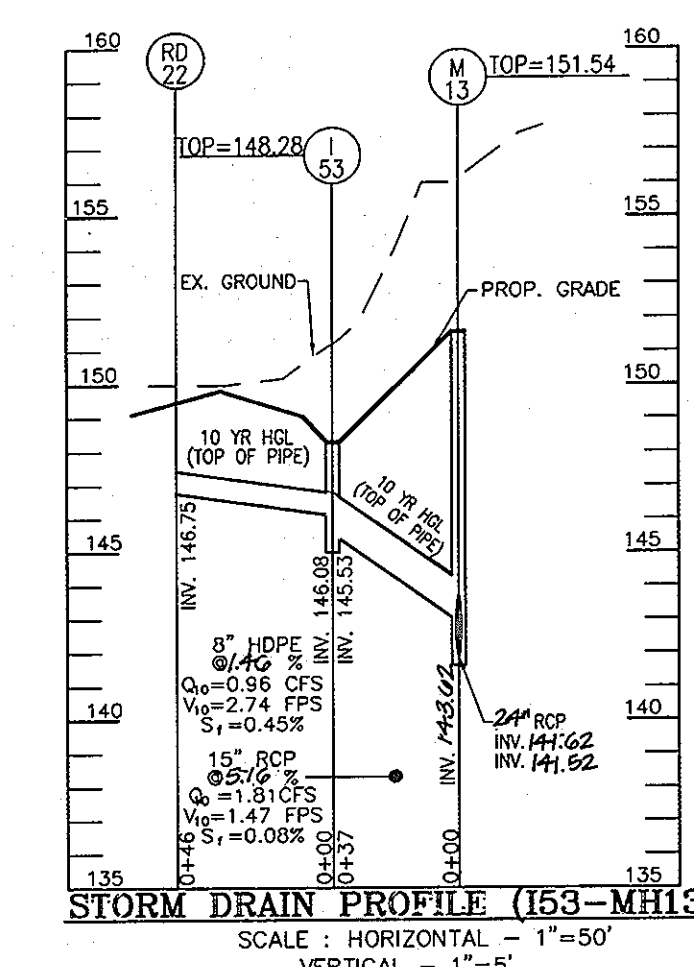 160
160
RD
22
M
13
TOP=151.54
TOP=148.28
I
53
155
155
EX. GROUND
PROP. GRADE
150
150
10 YR HGL
(TOP OF PIPE)
10 YR HGL
(TOP OF PIPE)
145
145
INV. 146.75
INV. 146.08
INV. 145.53
INV. 143.62
8" HDPE
@1.46 %
Q10=0.96 CFS
V10=2.74 FPS
Sf=0.45%
140
140
24" RCP
INV. 141.62
INV. 141.52
15" RCP
@5.16 %
Q10=1.81CFS
V10=1.47 FPS
Sf=0.08%
0+46
0+00
0+37
0+00
135
135
STORM DRAIN PROFILE (I53-MH13
SCALE : HORIZONTAL - 1"=50'
VERTICAL - 1"=5'